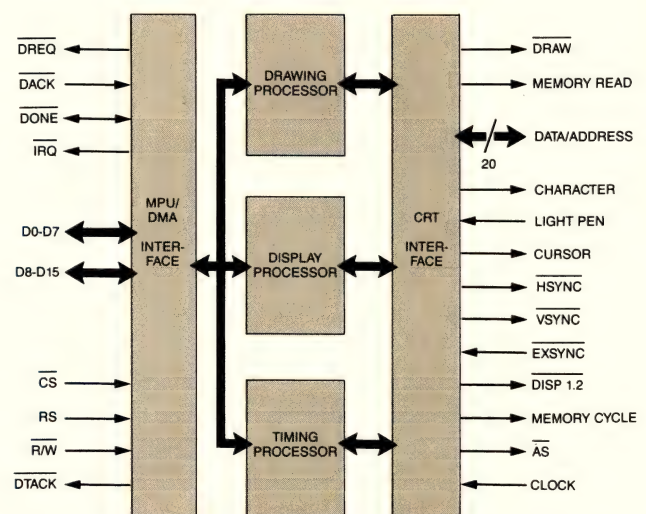 DREQ
DACK
DONE
IRQ
D0-D7
D8-D15
CS
RS
R/W
DTACK
MPU/
DMA
INTER-
FACE
DRAWING
PROCESSOR
DISPLAY
PROCESSOR
TIMING
PROCESSOR
CRT
INTER-
FACE
DRAW
MEMORY READ
DATA/ADDRESS
20
CHARACTER
LIGHT PEN
CURSOR
HSYNC
VSYNC
EXSYNC
DISP 1.2
MEMORY CYCLE
AS
CLOCK